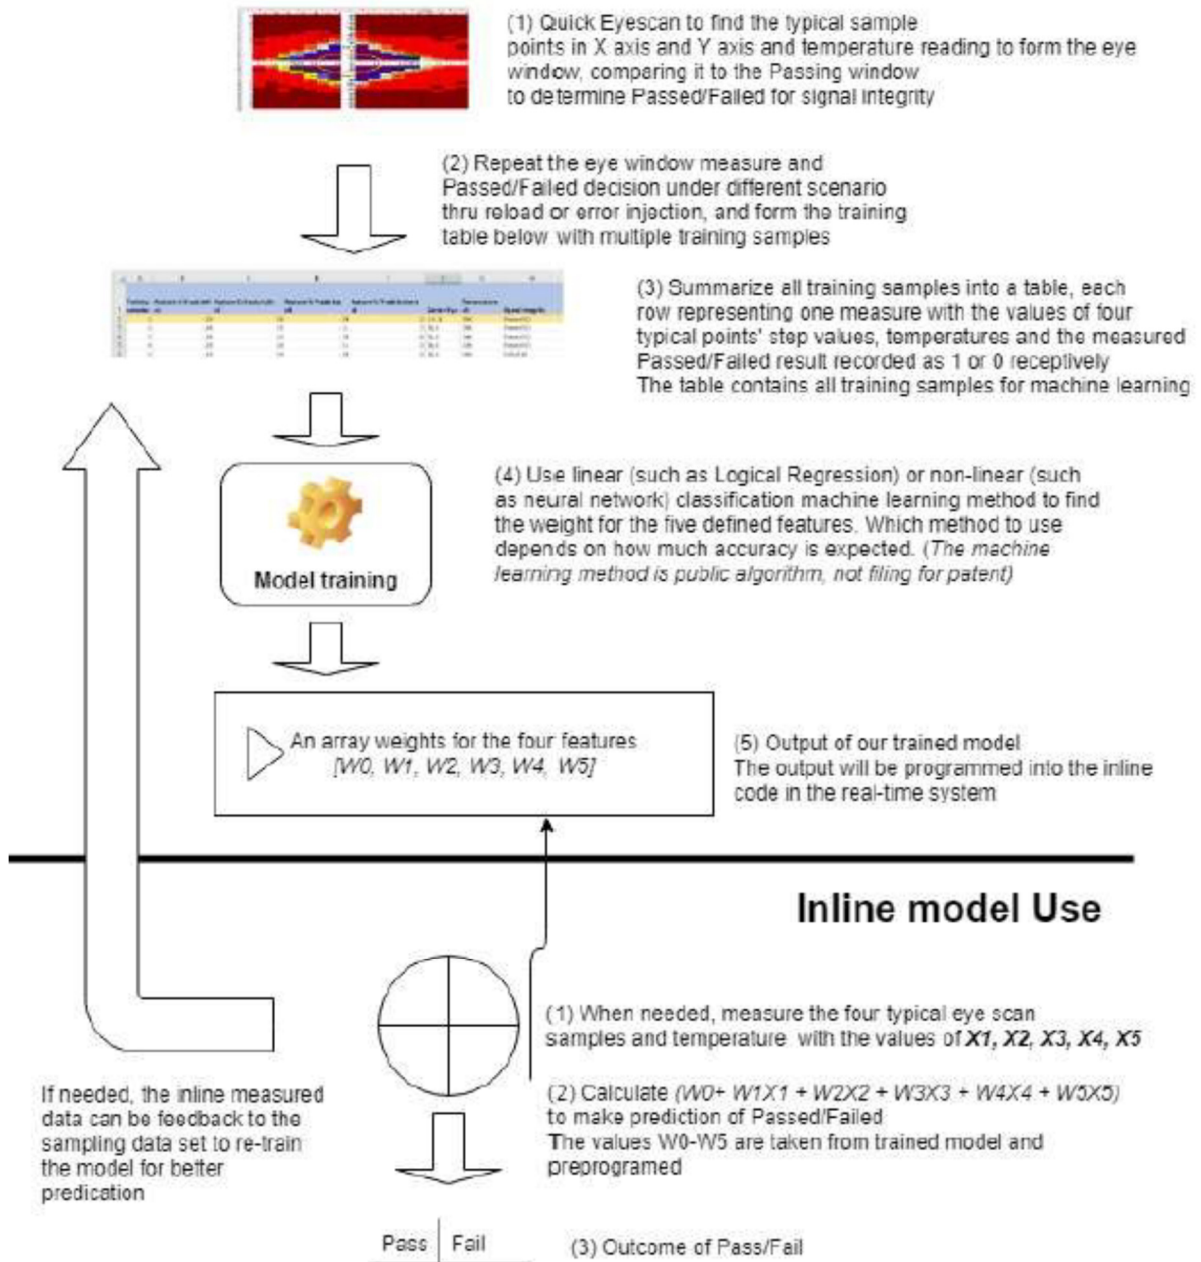 (1) Quick Eyescan to find the typical sample
points in X axis and Y axis and temperature reading to form the eye
window, comparing it to the Passing window
to determine Passed/Failed for signal integrity
(2) Repeat the eye window measure and
Passed/Failed decision under different scenario
thru reload or error injection, and form the training
table below with multiple training samples
(3) Summarize all training samples into a table, each
row representing one measure with the values of four
typical points' step values, temperatures and the measured
Passed/Failed result recorded as 1 or 0 receptively
The table contains all training samples for machine learning
(4) Use linear (such as Logical Regression) or non-linear (such
as neural network) classification machine learning method to find
the weight for the five defined features. Which method to use
depends on how much accuracy is expected. (The machine
learning method is public algorithm, not filing for patent)
Model training
An array weights for the four features
[W0, W1, W2, W3, W4, W5]
(5) Output of our trained model
The output will be programmed into the inline
code in the real-time system
Inline model Use
(1) When needed, measure the four typical eye scan
samples and temperature with the values of X1, X2, X3, X4, X5
If needed, the inline measured
data can be feedback to the
sampling data set to re-train
the model for better
predication
(2) Calculate (W0+ W1X1 + W2X2 + W3X3 + W4X4 + W5X5)
to make prediction of Passed/Failed
The values W0-W5 are taken from trained model and
preprogramed
Pass Fail
(3) Outcome of Pass/Fail